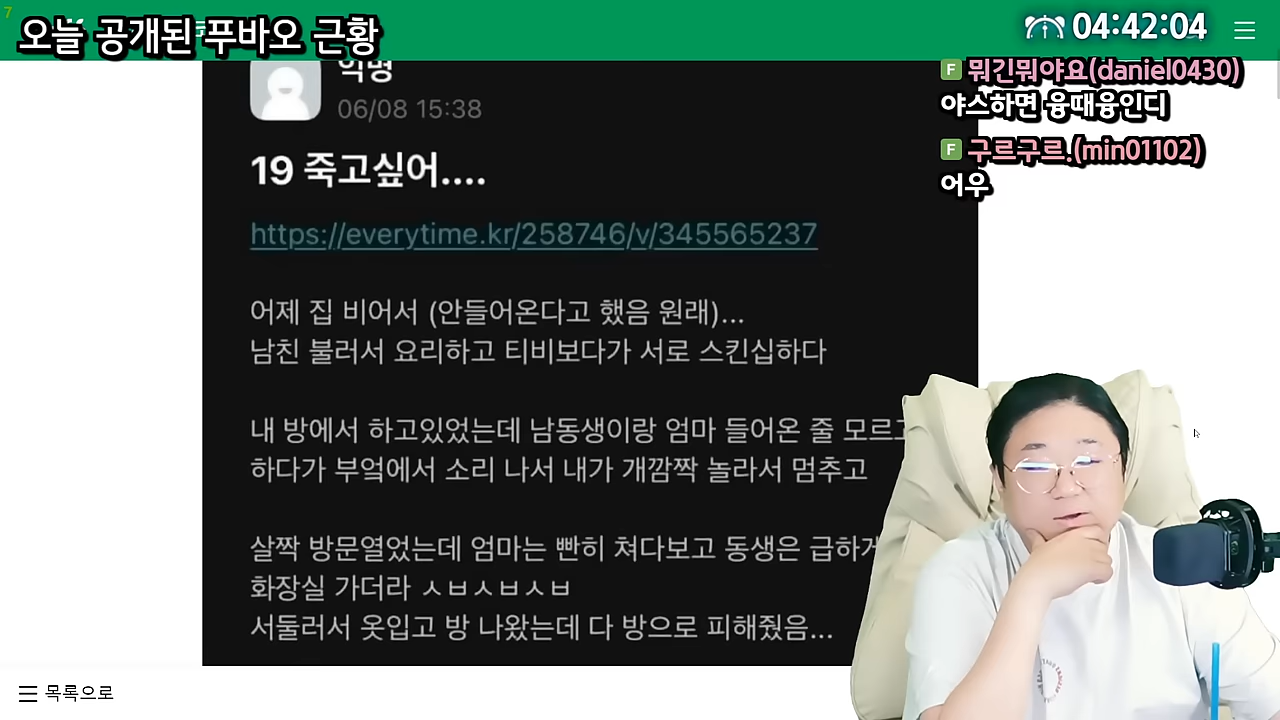 7
오늘 공개된 푸바오 근황
04:42:04
F 뭐긴뭐야요(daniel0430)
야스하면 융때융인디
F 구르구르.(min01102)
어우
익명
06/08 15:38
19 죽고싶어....
https://everytime.kr/258746/v/345565237
어제 집 비어서 (안들어온다고 했음 원래)...
남친 불러서 요리하고 티비보다가 서로 스킨십하다
내 방에서 하고있었는데 남동생이랑 엄마 들어온 줄 모르고
하다가 부엌에서 소리 나서 내가 개깜짝 놀라서 멈추고
살짝 방문열었는데 엄마는 빤히 쳐다보고 동생은 급하게
화장실 가더라 ㅅㅂㅅㅂㅅㅂ
서둘러서 옷입고 방 나왔는데 다 방으로 피해줬음...
목록으로